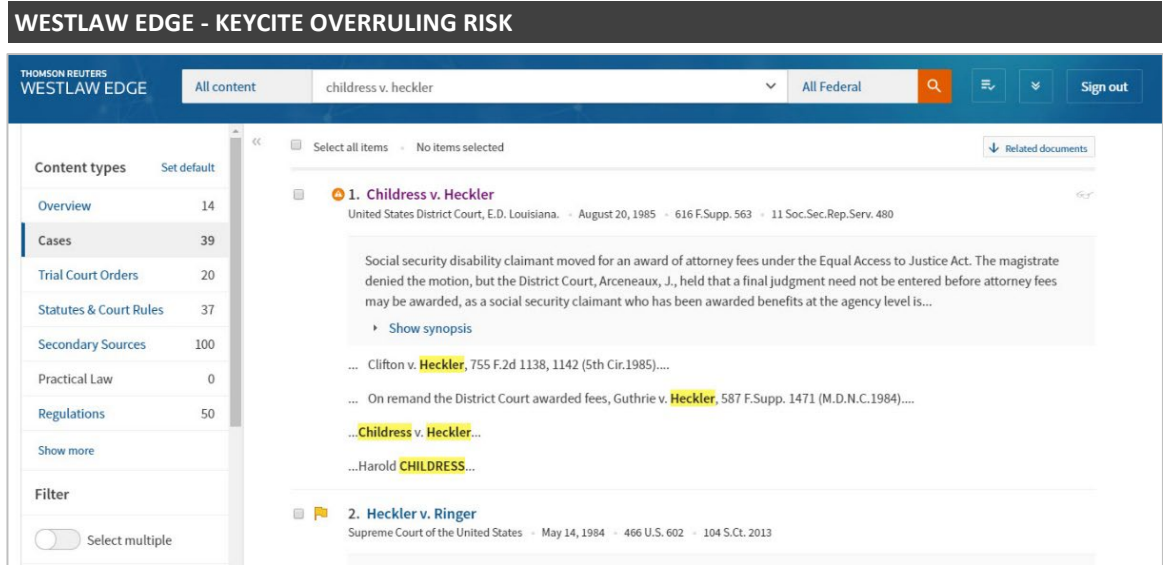 WESTLAW EDGE - KEYCITE OVERRULING RISK
THOMSON REUTERS
WESTLAW EDGE
All content
childress v. heckler
All Federal
Sign out
Content types Set default
Overview 14
Cases 39
Trial Court Orders 20
Statutes & Court Rules 37
Secondary Sources 100
Practical Law 0
Regulations 50
Show more
Filter
Select multiple
Select all items No items selected
Related documents
1. Childress v. Heckler
United States District Court, E.D. Louisiana. August 20, 1985 616 F.Supp. 563 11 Soc.Sec.Rep.Serv. 480
Social security disability claimant moved for an award of attorney fees under the Equal Access to Justice Act. The magistrate
denied the motion, but the District Court, Arceneaux, J., held that a final judgment need not be entered before attorney fees
may be awarded, as a social security claimant who has been awarded benefits at the agency level is...
Show synopsis
... Clifton v. Heckler, 755 F.2d 1138, 1142 (5th Cir.1985)....
... On remand the District Court awarded fees, Guthrie v. Heckler, 587 F.Supp. 1471 (M.D.N.C.1984)....
...Childress v. Heckler...
...Harold CHILDRESS...
2. Heckler v. Ringer
Supreme Court of the United States May 14, 1984 466 U.S. 602 104 S.Ct. 2013